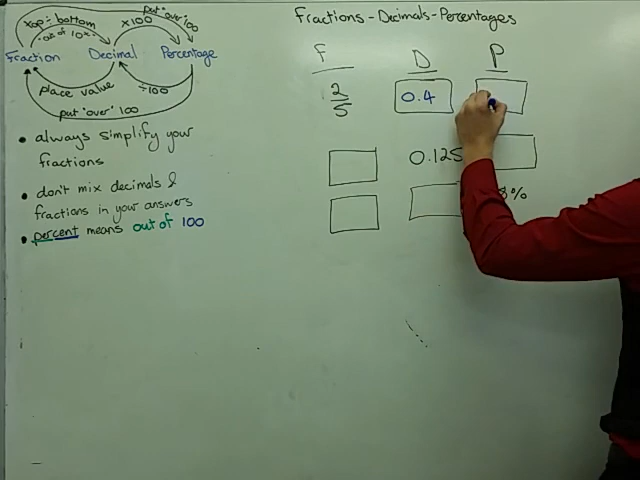 Fractions - Decimals - Percentages
put "over" 100
top ÷ bottom
x100
"out of 10"
Fraction Decimal Percentage
place value
÷100
put "over" 100
• always simplify your
fractions
• don't mix decimals &
fractions in your answers
• percent means out of 100
F D P
2/5 0.4
0.125
8%